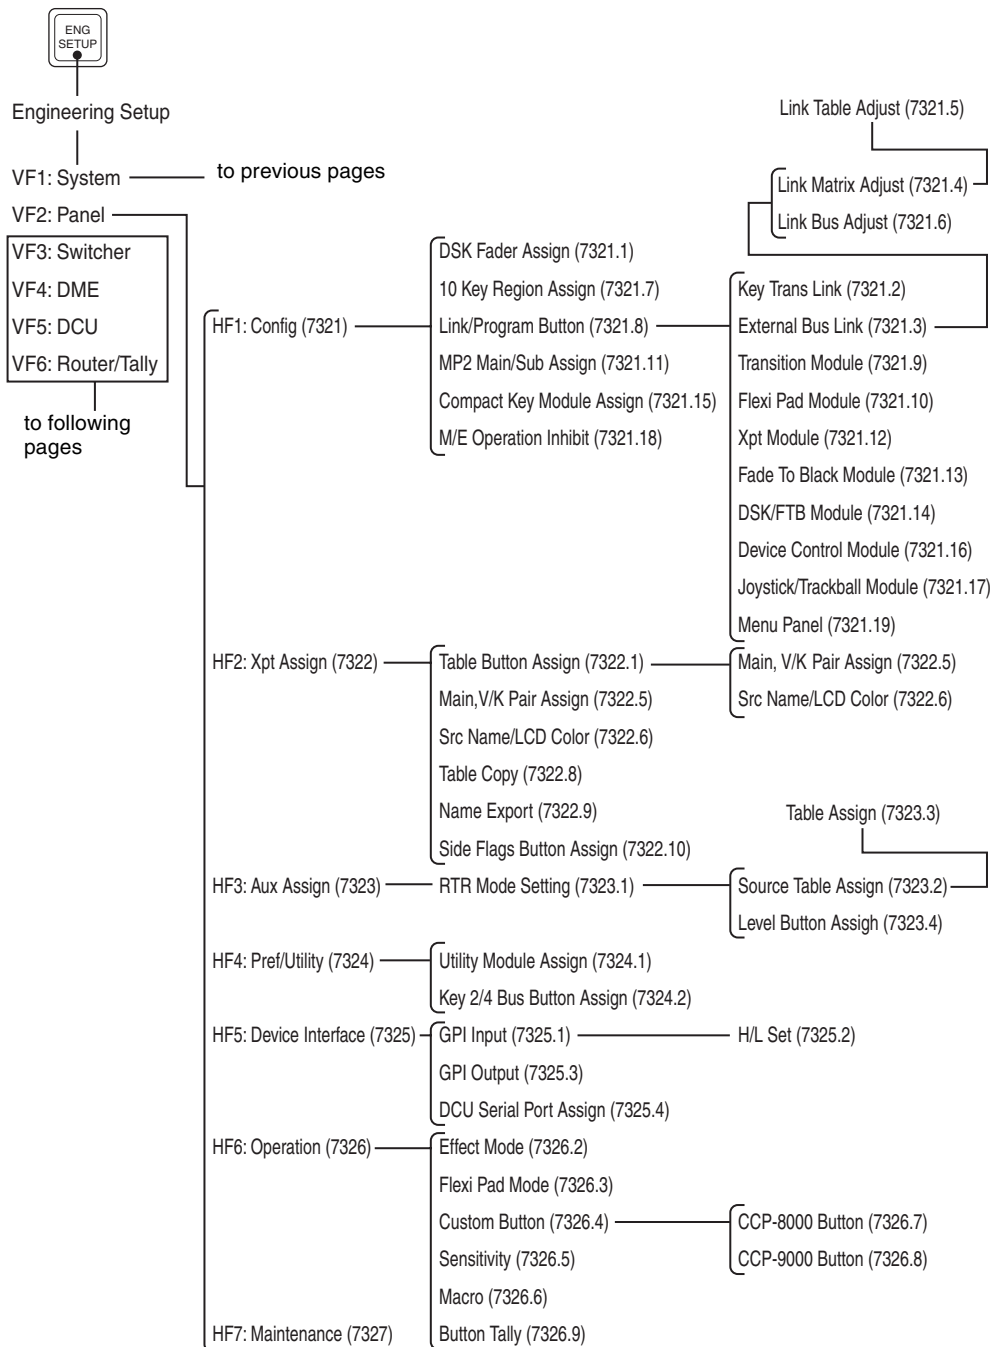 ENG
SETUP
Engineering Setup
VF1: System
to previous pages
VF2: Panel
VF3: Switcher
VF4: DME
VF5: DCU
VF6: Router/Tally
to following
pages
HF1: Config (7321)
DSK Fader Assign (7321.1)
10 Key Region Assign (7321.7)
Link/Program Button (7321.8)
MP2 Main/Sub Assign (7321.11)
Compact Key Module Assign (7321.15)
M/E Operation Inhibit (7321.18)
Link Table Adjust (7321.5)
Link Matrix Adjust (7321.4)
Link Bus Adjust (7321.6)
Key Trans Link (7321.2)
External Bus Link (7321.3)
Transition Module (7321.9)
Flexi Pad Module (7321.10)
Xpt Module (7321.12)
Fade To Black Module (7321.13)
DSK/FTB Module (7321.14)
Device Control Module (7321.16)
Joystick/Trackball Module (7321.17)
Menu Panel (7321.19)
HF2: Xpt Assign (7322)
Table Button Assign (7322.1)
Main,V/K Pair Assign (7322.5)
Src Name/LCD Color (7322.6)
Table Copy (7322.8)
Name Export (7322.9)
Side Flags Button Assign (7322.10)
Main, V/K Pair Assign (7322.5)
Src Name/LCD Color (7322.6)
HF3: Aux Assign (7323)
RTR Mode Setting (7323.1)
Table Assign (7323.3)
Source Table Assign (7323.2)
Level Button Assigh (7323.4)
HF4: Pref/Utility (7324)
Utility Module Assign (7324.1)
Key 2/4 Bus Button Assign (7324.2)
HF5: Device Interface (7325)
GPI Input (7325.1)
H/L Set (7325.2)
GPI Output (7325.3)
DCU Serial Port Assign (7325.4)
HF6: Operation (7326)
Effect Mode (7326.2)
Flexi Pad Mode (7326.3)
Custom Button (7326.4)
Sensitivity (7326.5)
Macro (7326.6)
Button Tally (7326.9)
CCP-8000 Button (7326.7)
CCP-9000 Button (7326.8)
HF7: Maintenance (7327)